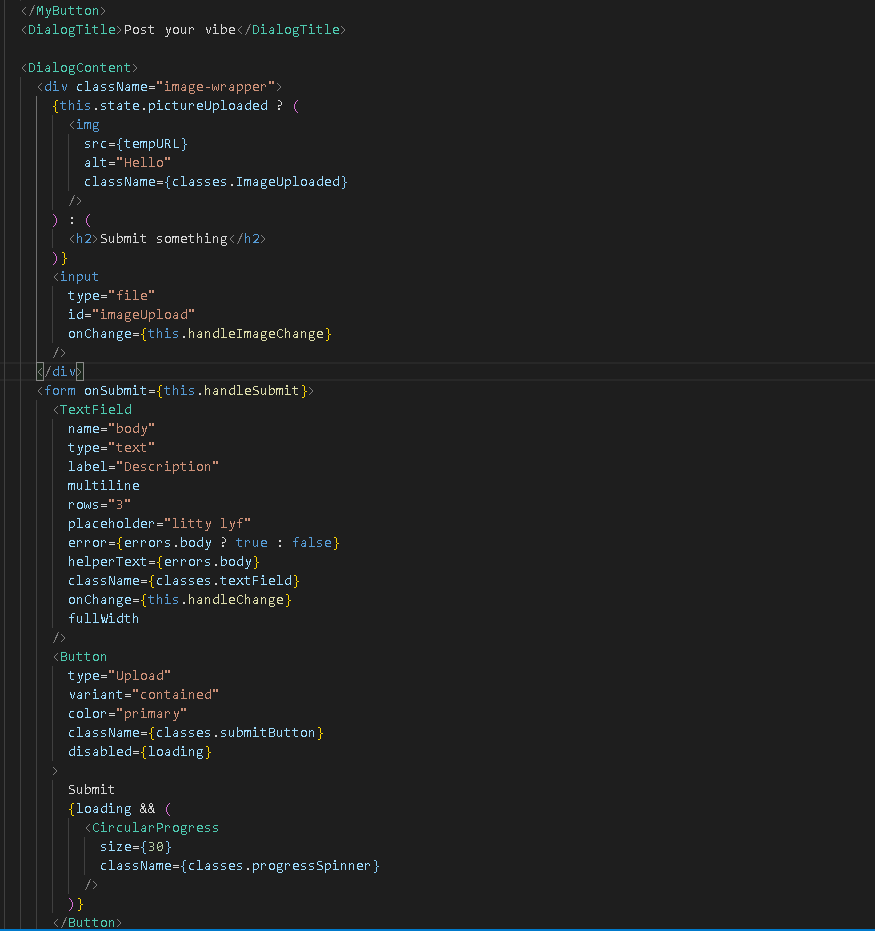 </MyButton>
<DialogTitle>Post your vibe</DialogTitle>
<DialogContent>
<div className="image-wrapper">
{this.state.pictureUploaded ? (
<img
src={tempURL}
alt="Hello"
className={classes.ImageUploaded}
/>
) : (
<h2>Submit something</h2>
)}
<input
type="file"
id="imageUpload"
onChange={this.handleImageChange}
/>
</div>
<form onSubmit={this.handleSubmit}>
<TextField
name="body"
type="text"
label="Description"
multiline
rows="3"
placeholder="litty lyf"
error={errors.body ? true : false}
helperText={errors.body}
className={classes.textField}
onChange={this.handleChange}
fullWidth
/>
<Button
type="Upload"
variant="contained"
color="primary"
className={classes.submitButton}
disabled={loading}
>
Submit
{loading && (
<CircularProgress
size={30}
className={classes.progressSpinner}
/>
)}
</Button>